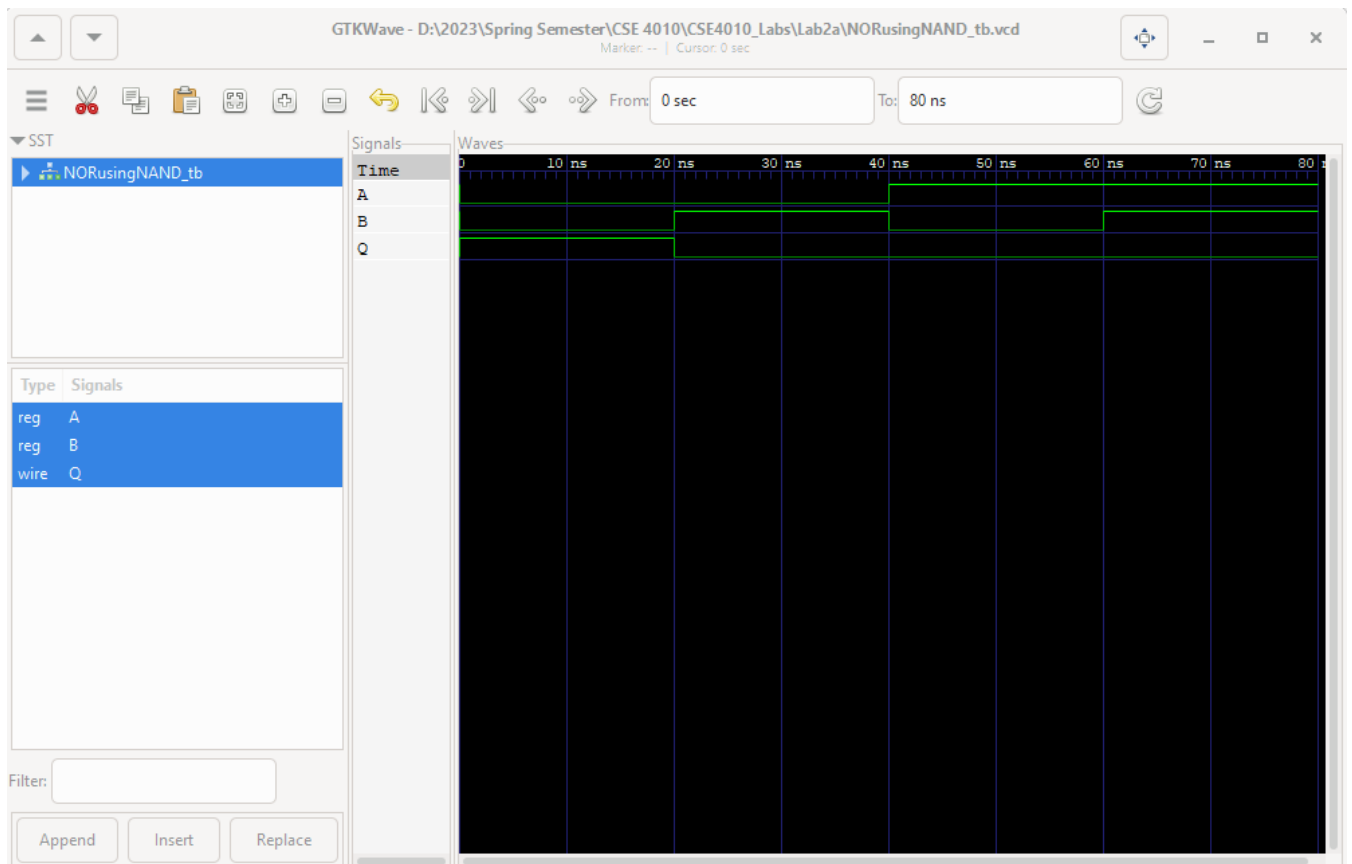 GTKWave - D:\2023\Spring Semester\CSE 4010\CSE4010_Labs\Lab2a\NORusingNAND_tb.vcd
Marker: -- | Cursor: 0 sec
From: 0 sec To: 80 ns
SST
NORusingNAND_tb
Type Signals
reg A
reg B
wire Q
Filter:
Append Insert Replace
Signals
Time
A
B
Q
Waves
0 10 ns 20 ns 30 ns 40 ns 50 ns 60 ns 70 ns 80